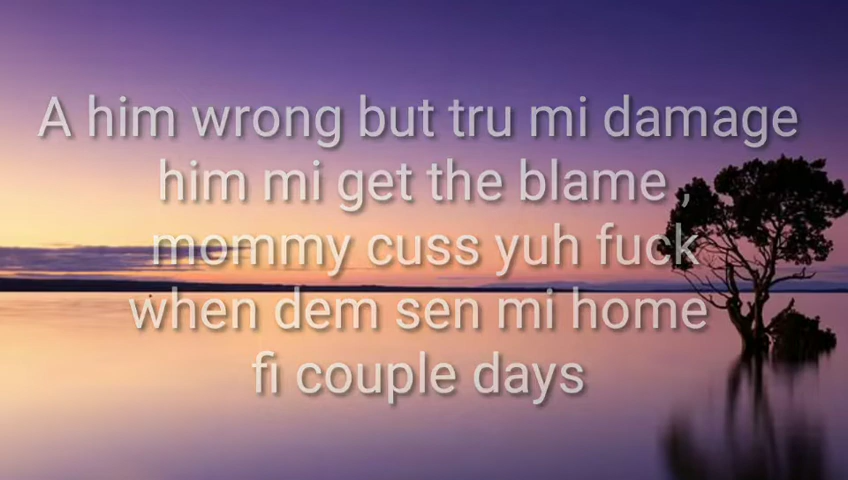 A him wrong but tru mi damage
him mi get the blame ,
mommy cuss yuh fuck
when dem sen mi home
fi couple days